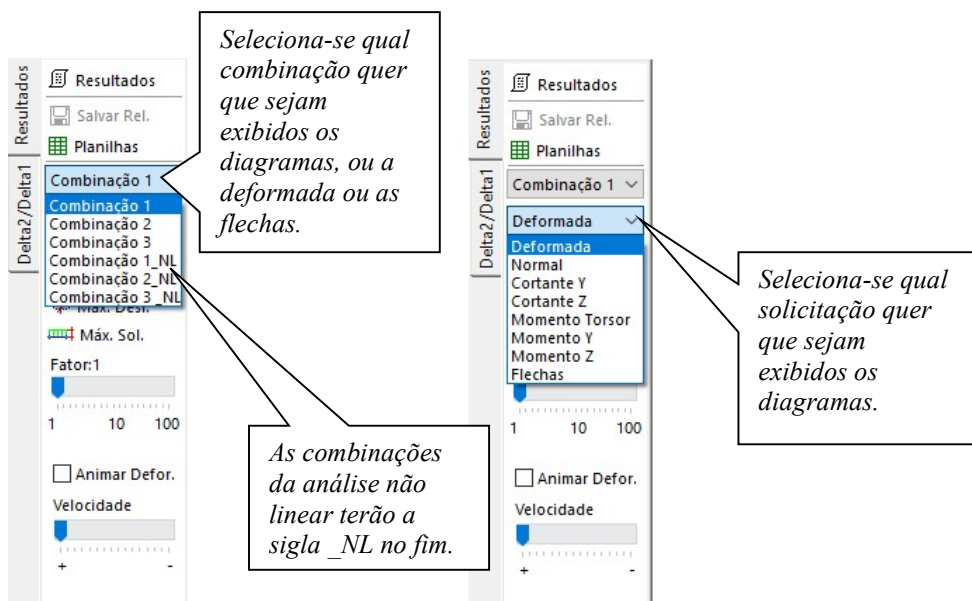 Seleciona-se qual
combinação quer
que sejam
exibidos os
diagramas, ou a
deformada ou as
flechas.
Resultados
Delta2/Delta1
Resultados
Salvar Rel.
Planilhas
Combinação 1
Combinação 1
Combinação 2
Combinação 3
Combinação 1_NL
Combinação 2_NL
Combinação 3 _NL
Máx. Desl.
Máx. Sol.
Fator:1
1 10 100
Animar Defor.
Velocidade
+ -
As combinações
da análise não
linear terão a
sigla _NL no fim.
Resultados
Delta2/Delta1
Resultados
Salvar Rel.
Planilhas
Combinação 1
Deformada
Deformada
Normal
Cortante Y
Cortante Z
Momento Torsor
Momento Y
Momento Z
Flechas
1 10 100
Animar Defor.
Velocidade
+ -
Seleciona-se qual
solicitação quer
que sejam
exibidos os
diagramas.